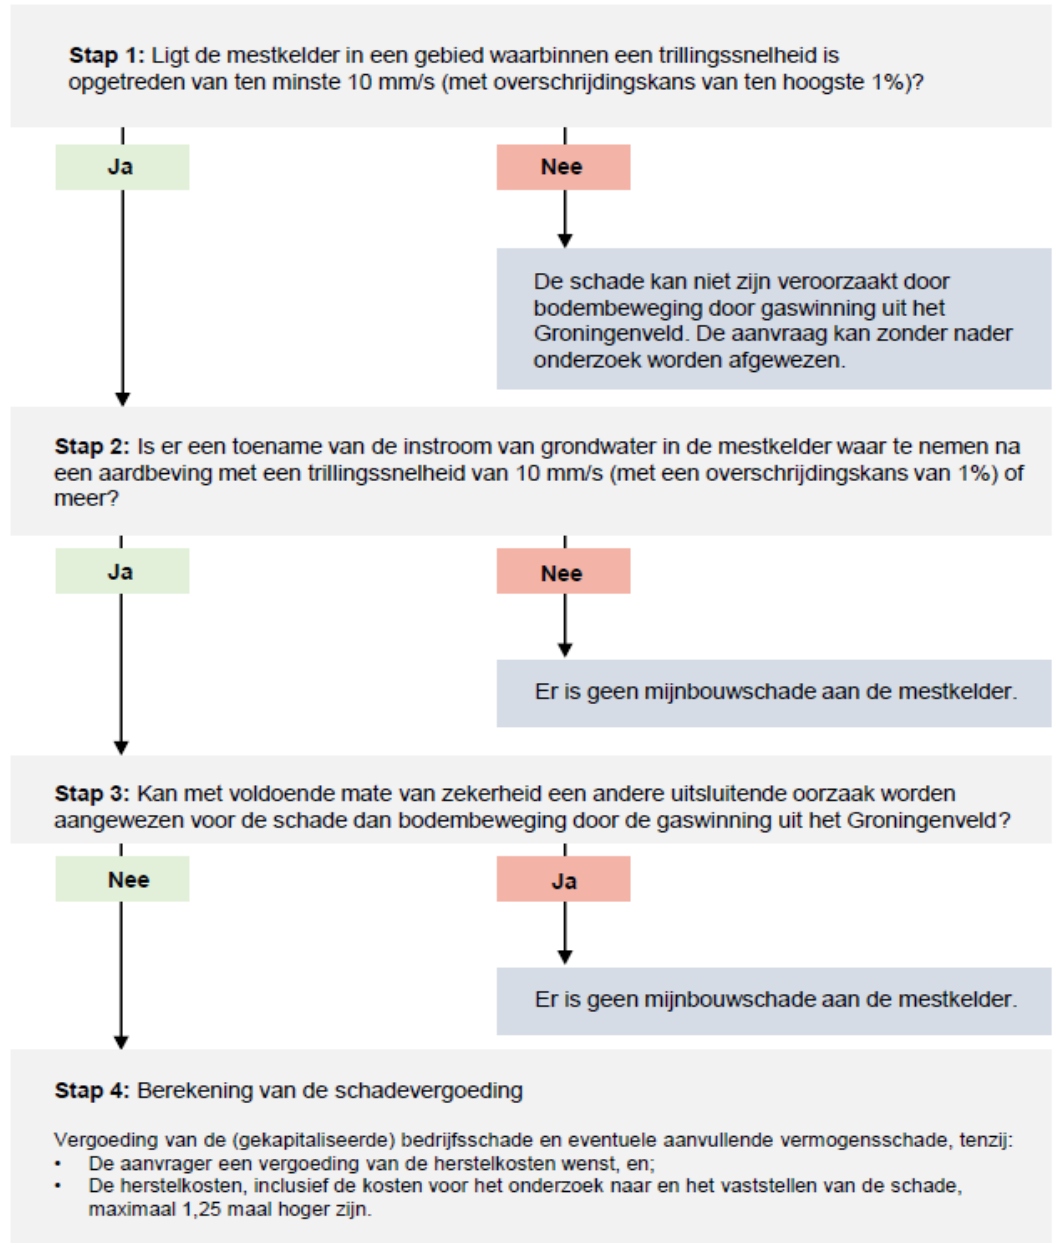 Stap 1: Ligt de mestkelder in een gebied waarbinnen een trillingssnelheid is
opgetreden van ten minste 10 mm/s (met overschrijdingskans van ten hoogste 1%)?
Ja
Nee
De schade kan niet zijn veroorzaakt door
bodembeweging door gaswinning uit het
Groningenveld. De aanvraag kan zonder nader
onderzoek worden afgewezen.
Stap 2: Is er een toename van de instroom van grondwater in de mestkelder waar te nemen na
een aardbeving met een trillingssnelheid van 10 mm/s (met een overschrijdingskans van 1%) of
meer?
Ja
Nee
Er is geen mijnbouwschade aan de mestkelder.
Stap 3: Kan met voldoende mate van zekerheid een andere uitsluitende oorzaak worden
aangewezen voor de schade dan bodembeweging door de gaswinning uit het Groningenveld?
Nee
Ja
Er is geen mijnbouwschade aan de mestkelder.
Stap 4: Berekening van de schadevergoeding
Vergoeding van de (gekapitaliseerde) bedrijfsschade en eventuele aanvullende vermogensschade, tenzij:
• De aanvrager een vergoeding van de herstelkosten wenst, en;
• De herstelkosten, inclusief de kosten voor het onderzoek naar en het vaststellen van de schade,
maximaal 1,25 maal hoger zijn.